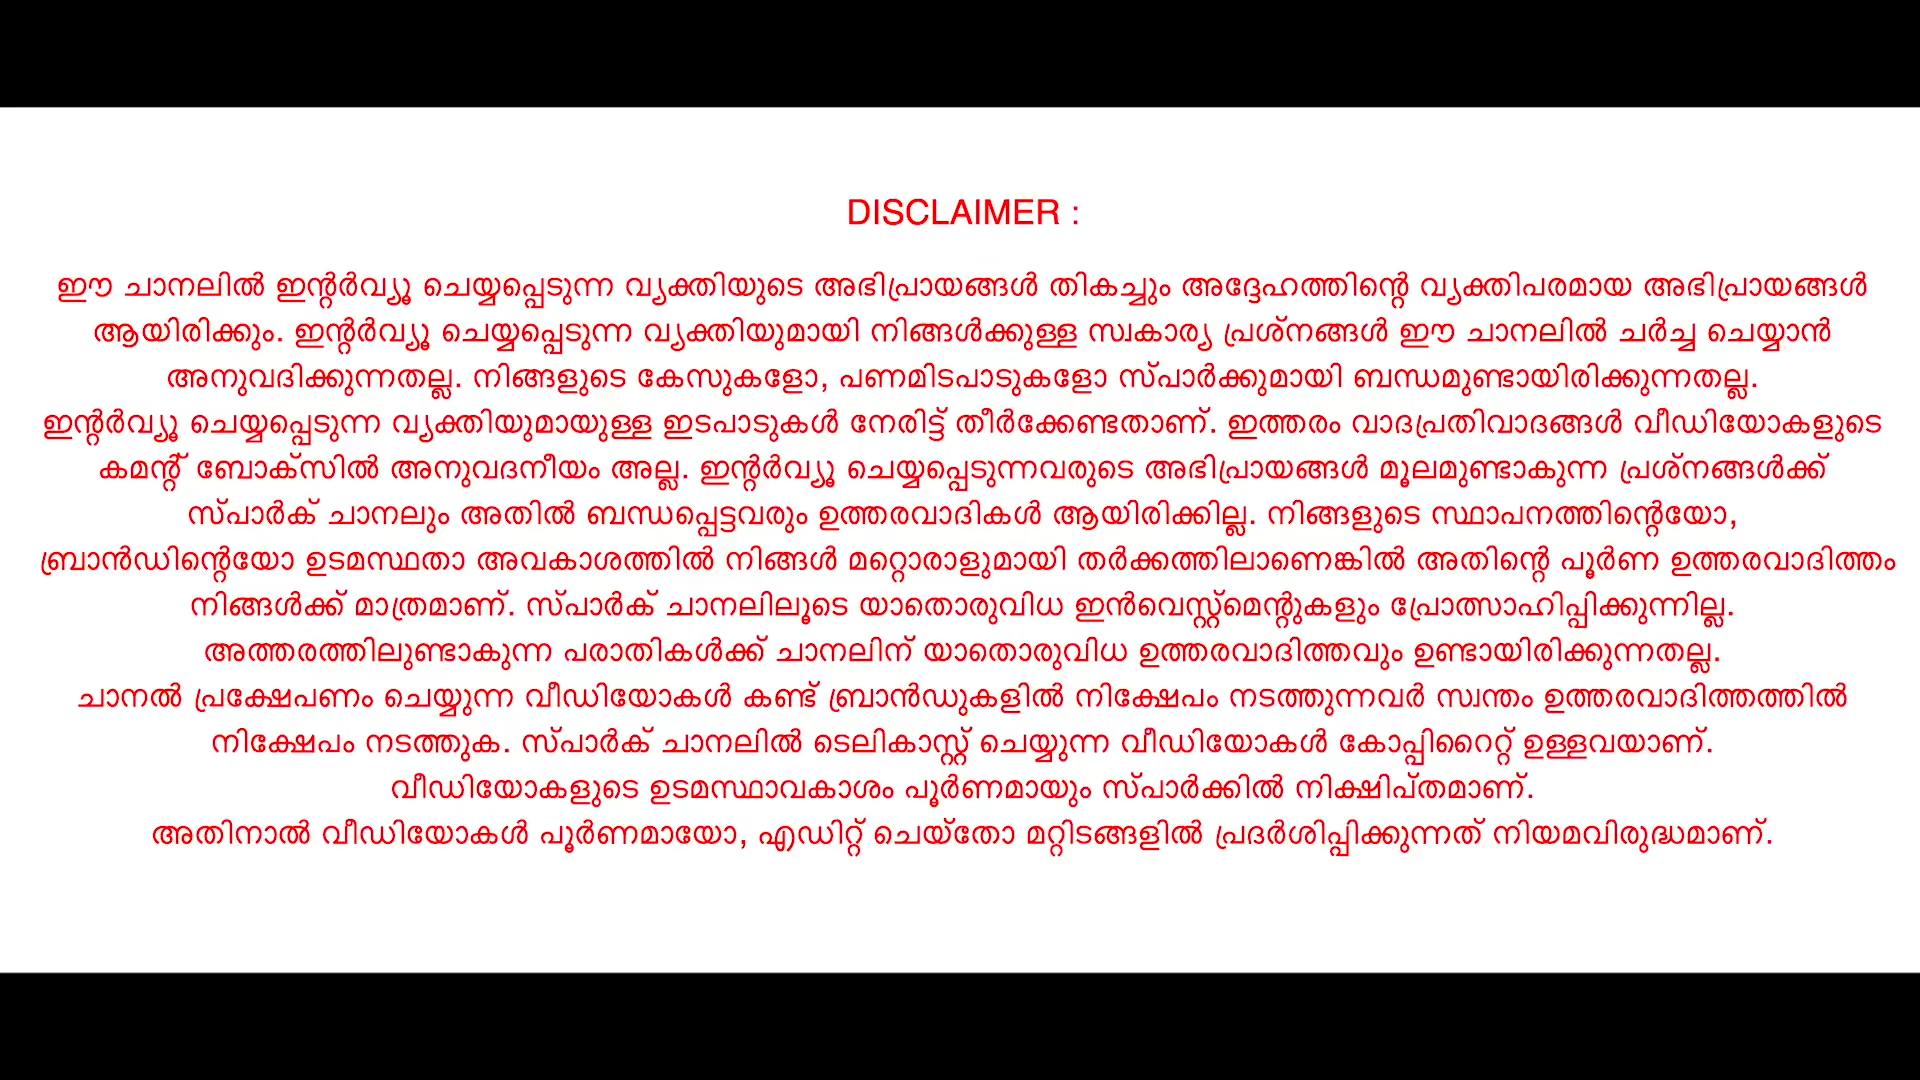 DISCLAIMER :
ഈ ചാനലിൽ ഇന്റർവ്യൂ ചെയ്യപ്പെടുന്ന വ്യക്തിയുടെ അഭിപ്രായങ്ങൾ തികച്ചും അദ്ദേഹത്തിന്റെ വ്യക്തിപരമായ അഭിപ്രായങ്ങൾ
ആയിരിക്കും. ഇന്റർവ്യൂ ചെയ്യപ്പെടുന്ന വ്യക്തിയുമായി നിങ്ങൾക്കുള്ള സ്വകാര്യ പ്രശ്നങ്ങൾ ഈ ചാനലിൽ ചർച്ച ചെയ്യാൻ
അനുവദിക്കുന്നതല്ല. നിങ്ങളുടെ കേസുകളോ, പണമിടപാടുകളോ സ്പാർക്കുമായി ബന്ധമുണ്ടായിരിക്കുന്നതല്ല.
ഇന്റർവ്യൂ ചെയ്യപ്പെടുന്ന വ്യക്തിയുമായുള്ള ഇടപാടുകൾ നേരിട്ട് തീർക്കേണ്ടതാണ്. ഇത്തരം വാദപ്രതിവാദങ്ങൾ വീഡിയോകളുടെ
കമന്റ് ബോക്സിൽ അനുവദനീയം അല്ല. ഇന്റർവ്യൂ ചെയ്യപ്പെടുന്നവരുടെ അഭിപ്രായങ്ങൾ മൂലമുണ്ടാകുന്ന പ്രശ്നങ്ങൾക്ക്
സ്പാർക് ചാനലും അതിൽ ബന്ധപ്പെട്ടവരും ഉത്തരവാദികൾ ആയിരിക്കില്ല. നിങ്ങളുടെ സ്ഥാപനത്തിന്റെയോ,
ബ്രാൻഡിന്റെയോ ഉടമസ്ഥതാ അവകാശത്തിൽ നിങ്ങൾ മറ്റൊരാളുമായി തർക്കത്തിലാണെങ്കിൽ അതിന്റെ പൂർണ ഉത്തരവാദിത്തം
നിങ്ങൾക്ക് മാത്രമാണ്. സ്പാർക് ചാനലിലൂടെ യാതൊരുവിധ ഇൻവെസ്റ്റ്മെന്റുകളും പ്രോത്സാഹിപ്പിക്കുന്നില്ല.
അത്തരത്തിലുണ്ടാകുന്ന പരാതികൾക്ക് ചാനലിന് യാതൊരുവിധ ഉത്തരവാദിത്തവും ഉണ്ടായിരിക്കുന്നതല്ല.
ചാനൽ പ്രക്ഷേപണം ചെയ്യുന്ന വീഡിയോകൾ കണ്ട് ബ്രാൻഡുകളിൽ നിക്ഷേപം നടത്തുന്നവർ സ്വന്തം ഉത്തരവാദിത്തത്തിൽ
നിക്ഷേപം നടത്തുക. സ്പാർക് ചാനലിൽ ടെലികാസ്റ്റ് ചെയ്യുന്ന വീഡിയോകൾ കോപ്പിറൈറ്റ് ഉള്ളവയാണ്.
വീഡിയോകളുടെ ഉടമസ്ഥാവകാശം പൂർണമായും സ്പാർക്കിൽ നിക്ഷിപ്തമാണ്.
അതിനാൽ വീഡിയോകൾ പൂർണമായോ, എഡിറ്റ് ചെയ്തോ മറ്റിടങ്ങളിൽ പ്രദർശിപ്പിക്കുന്നത് നിയമവിരുദ്ധമാണ്.